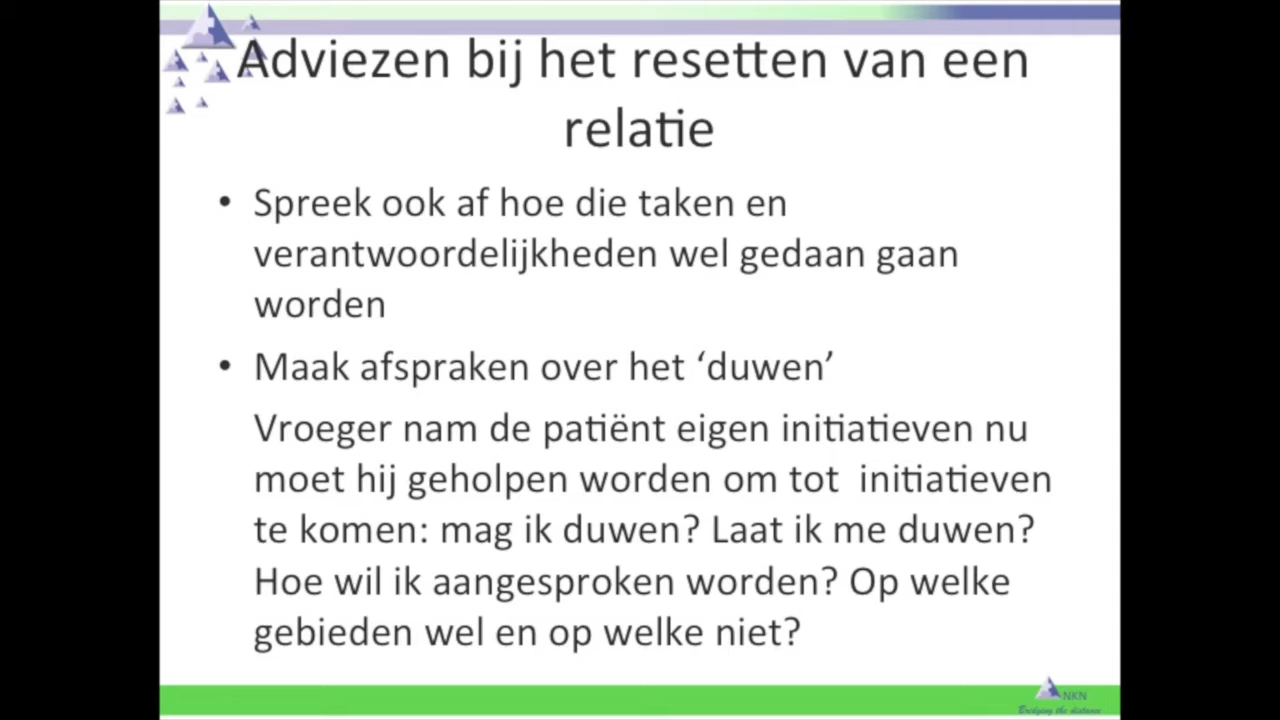 Adviezen bij het resetten van een
relatie
• Spreek ook af hoe die taken en
verantwoordelijkheden wel gedaan gaan
worden
• Maak afspraken over het ‘duwen’
Vroeger nam de patiënt eigen initiatieven nu
moet hij geholpen worden om tot  initiatieven
te komen: mag ik duwen? Laat ik me duwen?
Hoe wil ik aangesproken worden? Op welke
gebieden wel en op welke niet?
NKN
Bridging the distance